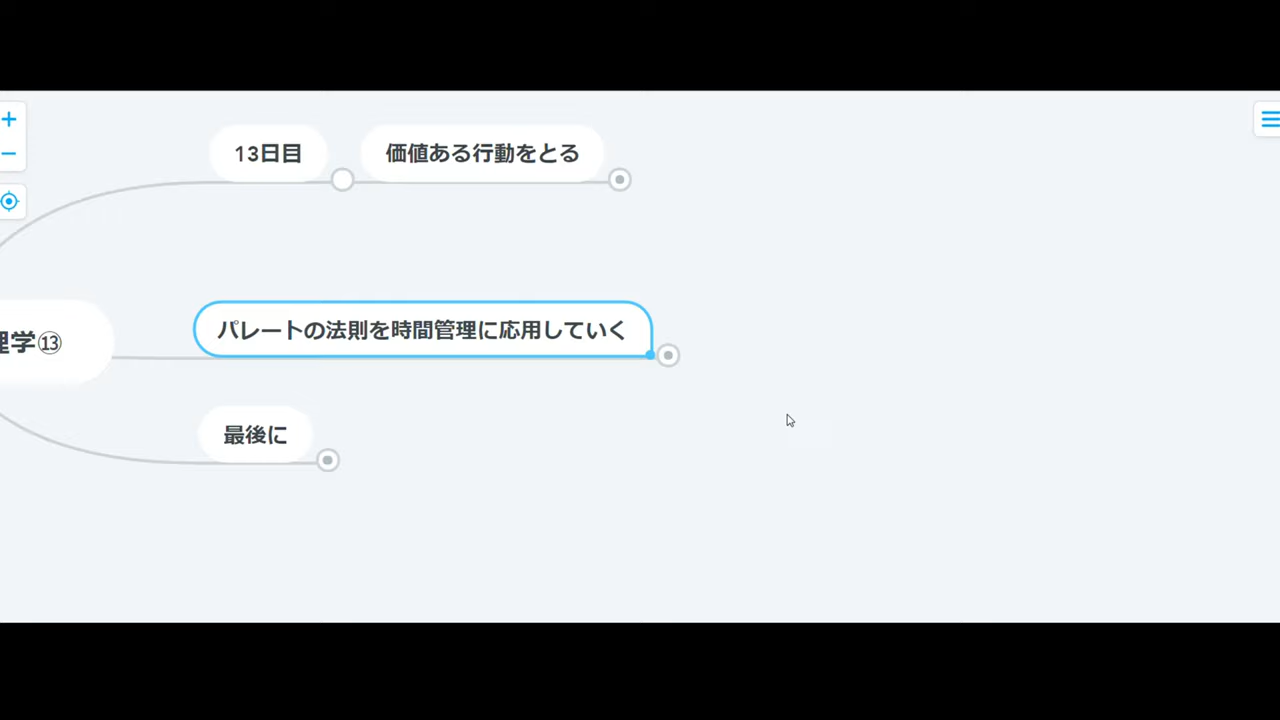 13日目
価値ある行動をとる
理学⑬
パレートの法則を時間管理に応用していく
最後に